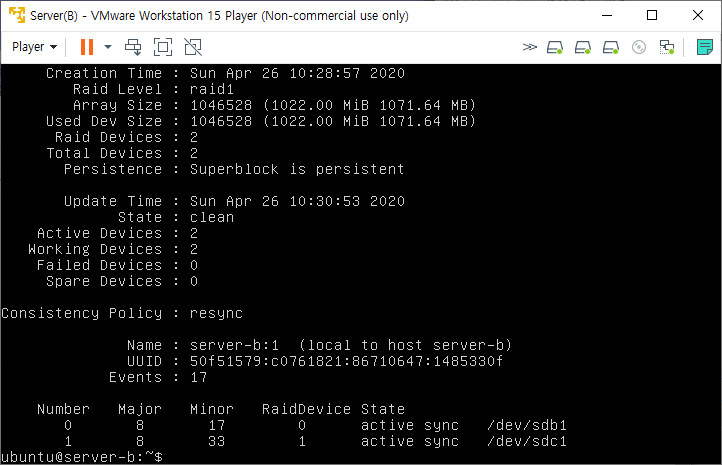 Server(B) - VMware Workstation 15 Player (Non-commercial use only)
Player
Creation Time : Sun Apr 26 10:28:57 2020
Raid Level : raid1
Array Size : 1046528 (1022.00 MiB 1071.64 MB)
Used Dev Size : 1046528 (1022.00 MiB 1071.64 MB)
Raid Devices : 2
Total Devices : 2
Persistence : Superblock is persistent
Update Time : Sun Apr 26 10:30:53 2020
State : clean
Active Devices : 2
Working Devices : 2
Failed Devices : 0
Spare Devices : 0
Consistency Policy : resync
Name : server-b:1  (local to host server-b)
UUID : 50f51579:c0761821:86710647:1485330f
Events : 17
Number   Major   Minor   RaidDevice State
0       8       17        0      active sync   /dev/sdb1
1       8       33        1      active sync   /dev/sdc1
ubuntu@server-b:~$